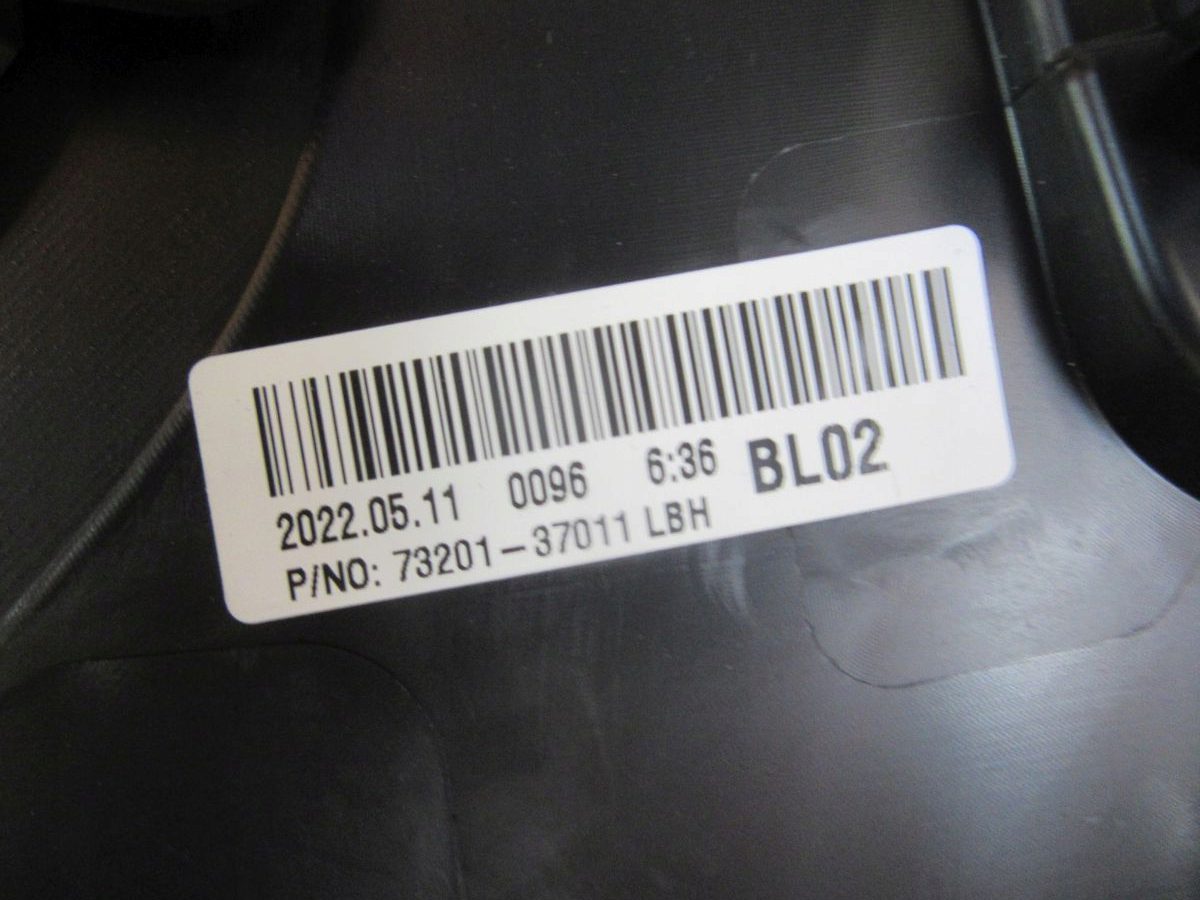 2022.05.11 0096 6:36 BL02
P/NO: 73201-37011 LBH